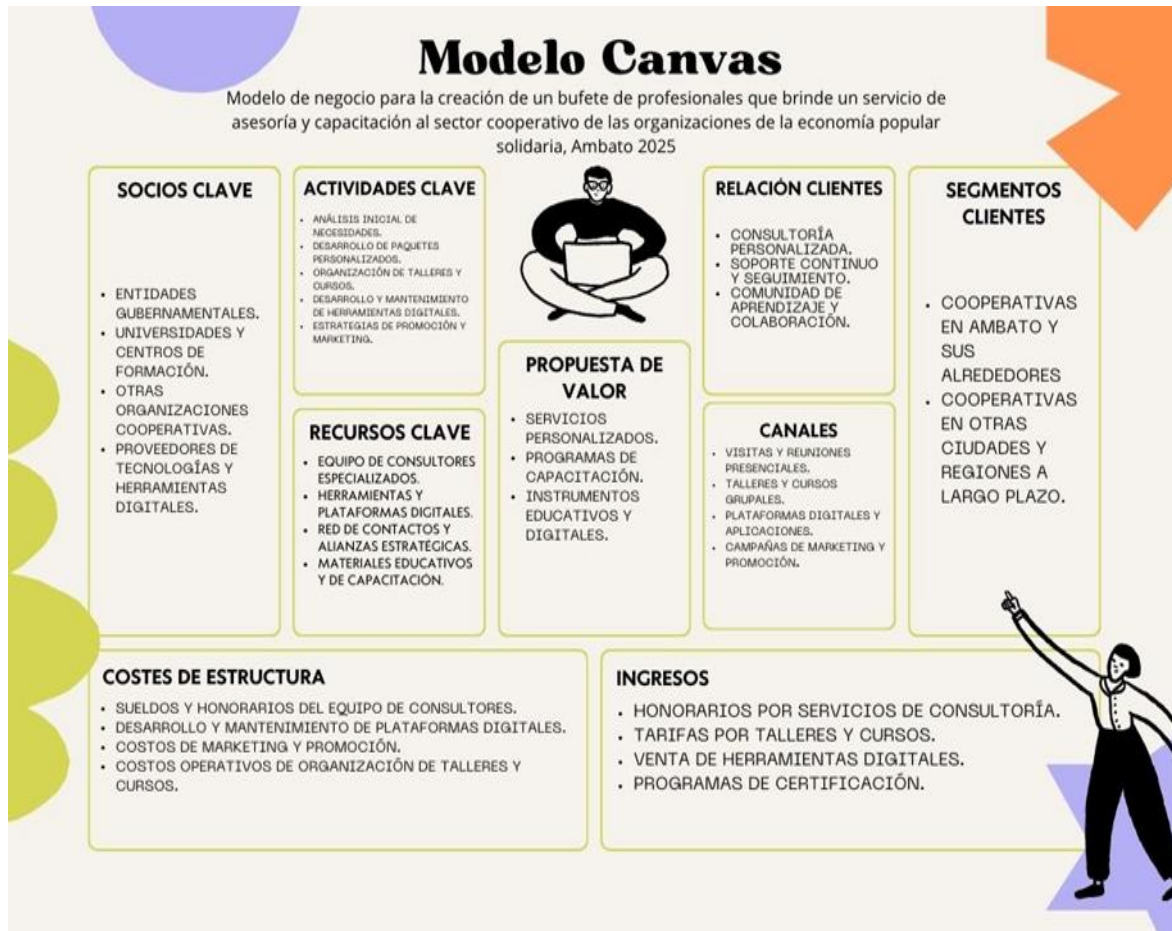 Modelo Canvas
Modelo de negocio para la creación de un bufete de profesionales que brinde un servicio de
asesoría y capacitación al sector cooperativo de las organizaciones de la economía popular
solidaria, Ambato 2025
SOCIOS CLAVE
• ENTIDADES
GUBERNAMENTALES.
• UNIVERSIDADES Y
CENTROS DE
FORMACIÓN.
• OTRAS
ORGANIZACIONES
COOPERATIVAS.
• PROVEEDORES DE
TECNOLOGÍAS Y
HERRAMIENTAS
DIGITALES.
ACTIVIDADES CLAVE
• ANÁLISIS INICIAL DE
NECESIDADES.
• DESARROLLO DE PAQUETES
PERSONALIZADOS.
• ORGANIZACIÓN DE TALLERES Y
CURSOS.
• DESARROLLO Y MANTENIMIENTO
DE HERRAMIENTAS DIGITALES.
• ESTRATEGIAS DE PROMOCIÓN Y
MARKETING.
RECURSOS CLAVE
• EQUIPO DE CONSULTORES
ESPECIALIZADOS.
• HERRAMIENTAS Y
PLATAFORMAS DIGITALES.
• RED DE CONTACTOS Y
ALIANZAS ESTRATÉGICAS.
• MATERIALES EDUCATIVOS
Y DE CAPACITACIÓN.
PROPUESTA DE
VALOR
• SERVICIOS
PERSONALIZADOS.
• PROGRAMAS DE
CAPACITACIÓN.
• INSTRUMENTOS
EDUCATIVOS Y
DIGITALES.
RELACIÓN CLIENTES
• CONSULTORÍA
PERSONALIZADA.
• SOPORTE CONTINUO
Y SEGUIMIENTO.
• COMUNIDAD DE
APRENDIZAJE Y
COLABORACIÓN.
CANALES
• VISITAS Y REUNIONES
PRESENCIALES.
• TALLERES Y CURSOS
GRUPALES.
• PLATAFORMAS DIGITALES Y
APLICACIONES.
• CAMPAÑAS DE MARKETING Y
PROMOCIÓN.
SEGMENTOS
CLIENTES
• COOPERATIVAS
EN AMBATO Y
SUS
ALREDEDORES
• COOPERATIVAS
EN OTRAS
CIUDADES Y
REGIONES A
LARGO PLAZO.
COSTES DE ESTRUCTURA
• SUELDOS Y HONORARIOS DEL EQUIPO DE CONSULTORES.
• DESARROLLO Y MANTENIMIENTO DE PLATAFORMAS DIGITALES.
• COSTOS DE MARKETING Y PROMOCIÓN.
• COSTOS OPERATIVOS DE ORGANIZACIÓN DE TALLERES Y
CURSOS.
INGRESOS
• HONORARIOS POR SERVICIOS DE CONSULTORÍA.
• TARIFAS POR TALLERES Y CURSOS.
• VENTA DE HERRAMIENTAS DIGITALES.
• PROGRAMAS DE CERTIFICACIÓN.